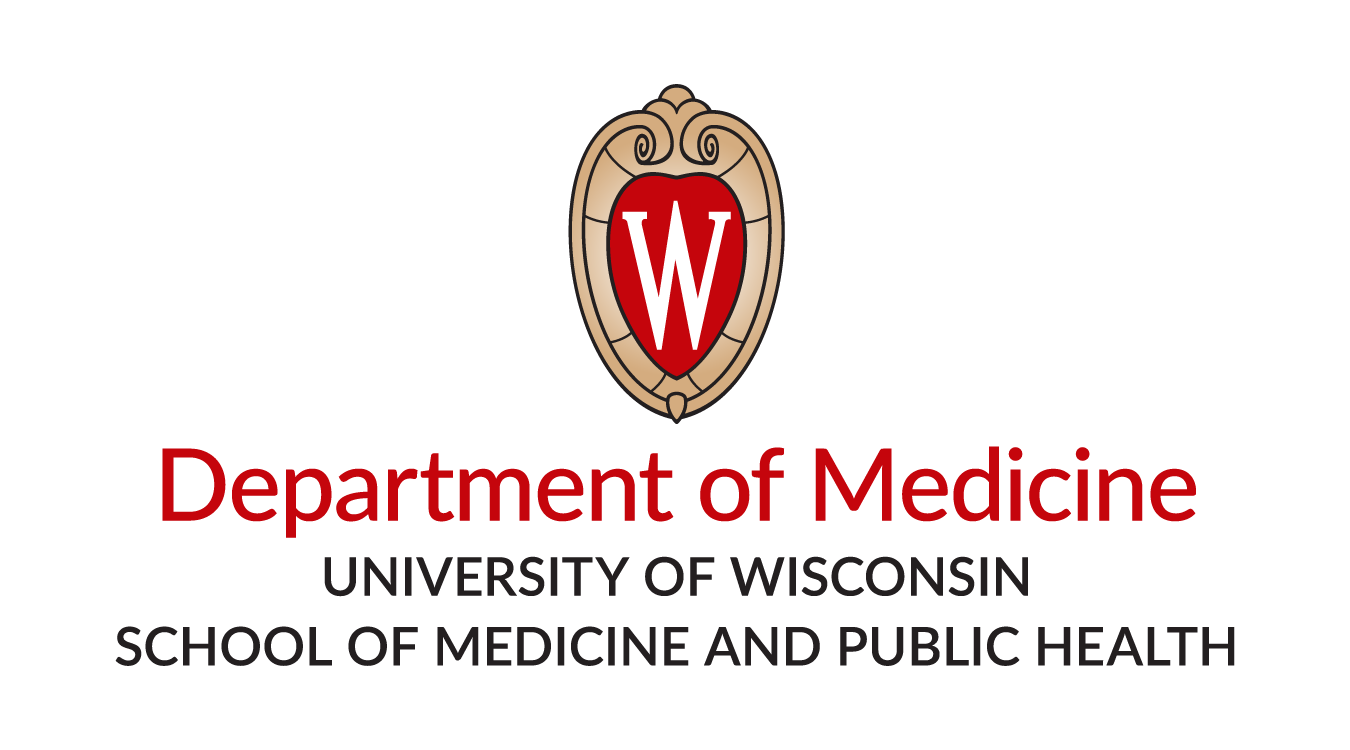 W
Department of Medicine
UNIVERSITY OF WISCONSIN
SCHOOL OF MEDICINE AND PUBLIC HEALTH